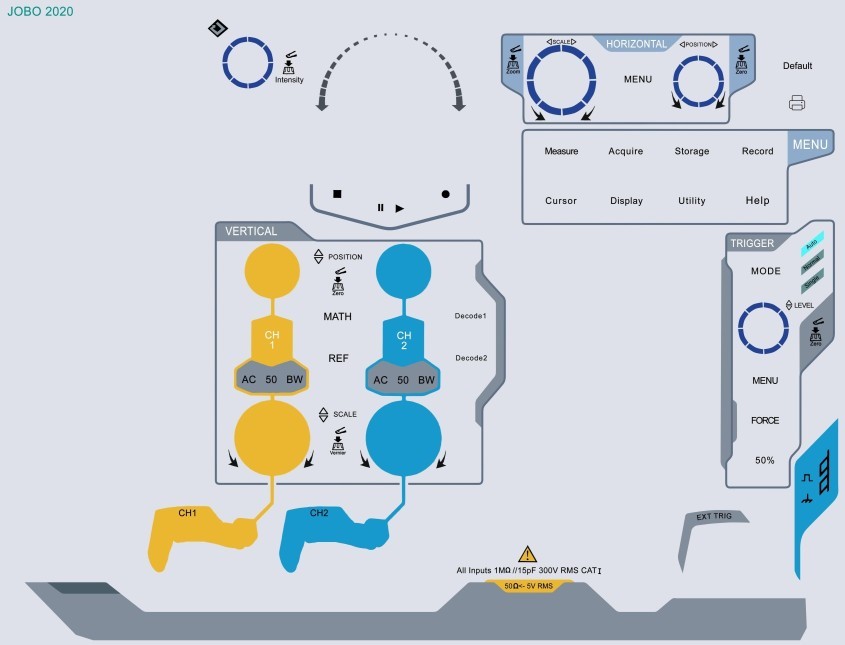 JOBO 2020
Intensity
SCALE
HORIZONTAL
POSITION
Zoom
MENU
Zero
Default
Measure Acquire Storage Record MENU
Cursor Display Utility Help
VERTICAL
POSITION
Zero
MATH
CH
1
CH
2
Decode1
REF
Decode2
AC 50 BW
AC 50 BW
SCALE
Vernier
CH1
CH2
TRIGGER
Auto
Normal
Single
MODE
LEVEL
Zero
MENU
FORCE
50%
EXT TRIG
All Inputs 1MΩ//15pF 300V RMS CAT I
50Ω<- 5V RMS